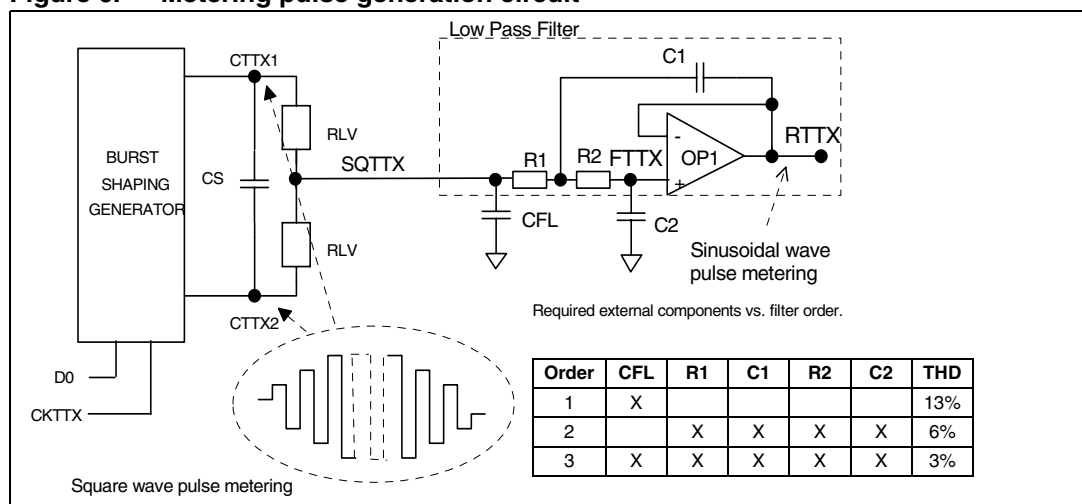 Figure 6. Metering pulse generation circuit
Low Pass Filter
CTTX1
C1
RLV
BURST
SHAPING
GENERATOR
CS
SQTTX
R1
R2
FTTX
-
+
OP1
RTTX
CFL
C2
RLV
Sinusoidal wave
pulse metering
Required external components vs. filter order.
CTTX2
D0
CKTTX
Square wave pulse metering
Order CFL R1 C1 R2 C2 THD
1 X 13%
2 X X X X 6%
3 X X X X X 3%